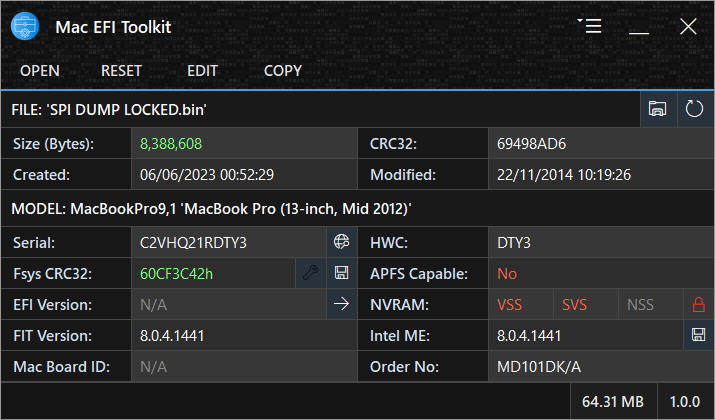 Mac EFI Toolkit
OPEN RESET EDIT COPY
FILE: 'SPI DUMP LOCKED.bin'
Size (Bytes): 8,388,608 CRC32: 69498AD6
Created: 06/06/2023 00:52:29 Modified: 22/11/2014 10:19:26
MODEL: MacBookPro9,1 'MacBook Pro (13-inch, Mid 2012)'
Serial: C2VHQ21RDTY3 HWC: DTY3
Fsys CRC32: 60CF3C42h APFS Capable: No
EFI Version: N/A NVRAM: VSS SVS NSS
FIT Version: 8.0.4.1441 Intel ME: 8.0.4.1441
Mac Board ID: N/A Order No: MD101DK/A
64.31 MB 1.0.0